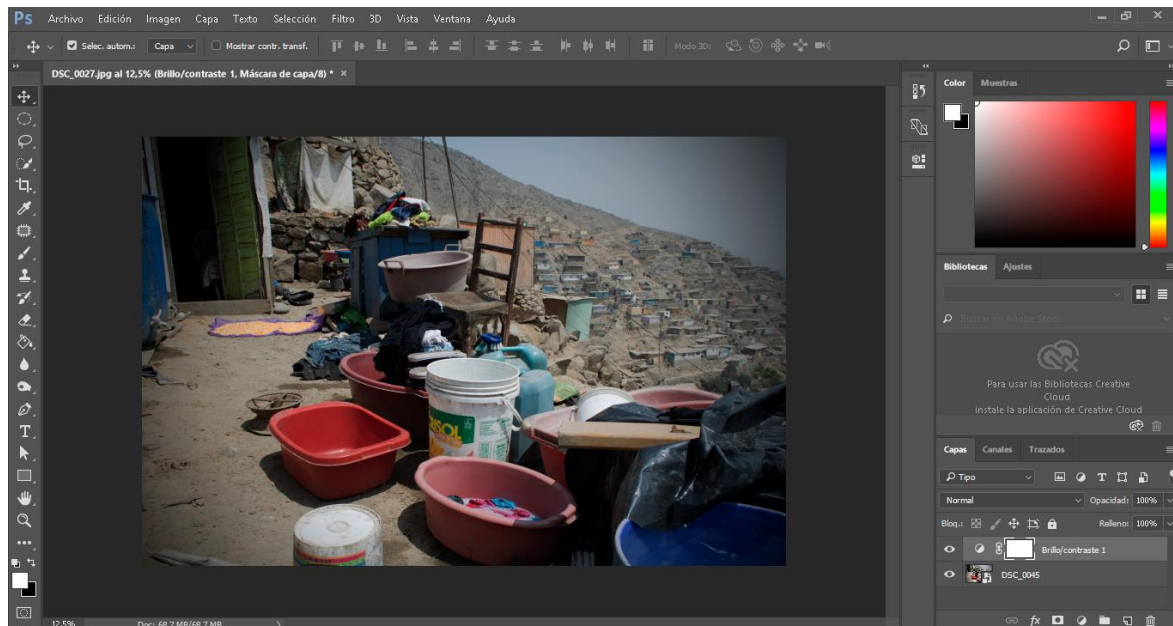 Ps Archivo Edición Imagen Capa Texto Selección Filtro 3D Vista Ventana Ayuda
Selec. autom.: Capa Mostrar contr. transf. Modo 3D:
DSC_0027.jpg al 12,5% (Brillo/contraste 1, Máscara de capa/8) * ×
Color Muestras
Bibliotecas Ajustes
Buscar en Adobe Stock
Para usar las Bibliotecas Creative
Cloud
instale la aplicación de Creative Cloud
Capas Canales Trazados
Tipo
Normal Opacidad: 100%
Bloq.: Relleno: 100%
Brillo/contraste 1
DSC_0045
12,5% Doc: 68,7 MB/68,7 MB